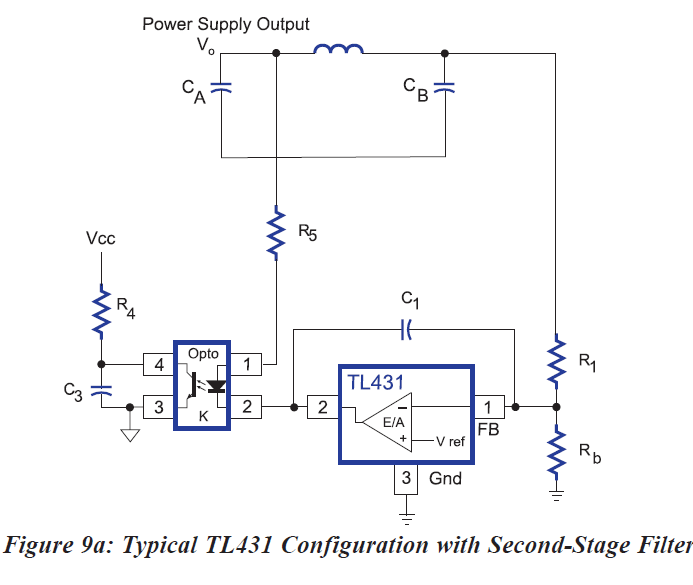 Power Supply Output
Vo
CA
CB
R5
Vcc
R4
C1
Opto
4
1
TL431
R1
C3
3
K
2
2
E/A
1
FB
V ref
Rb
3
Gnd
Figure 9a: Typical TL431 Configuration with Second-Stage Filter